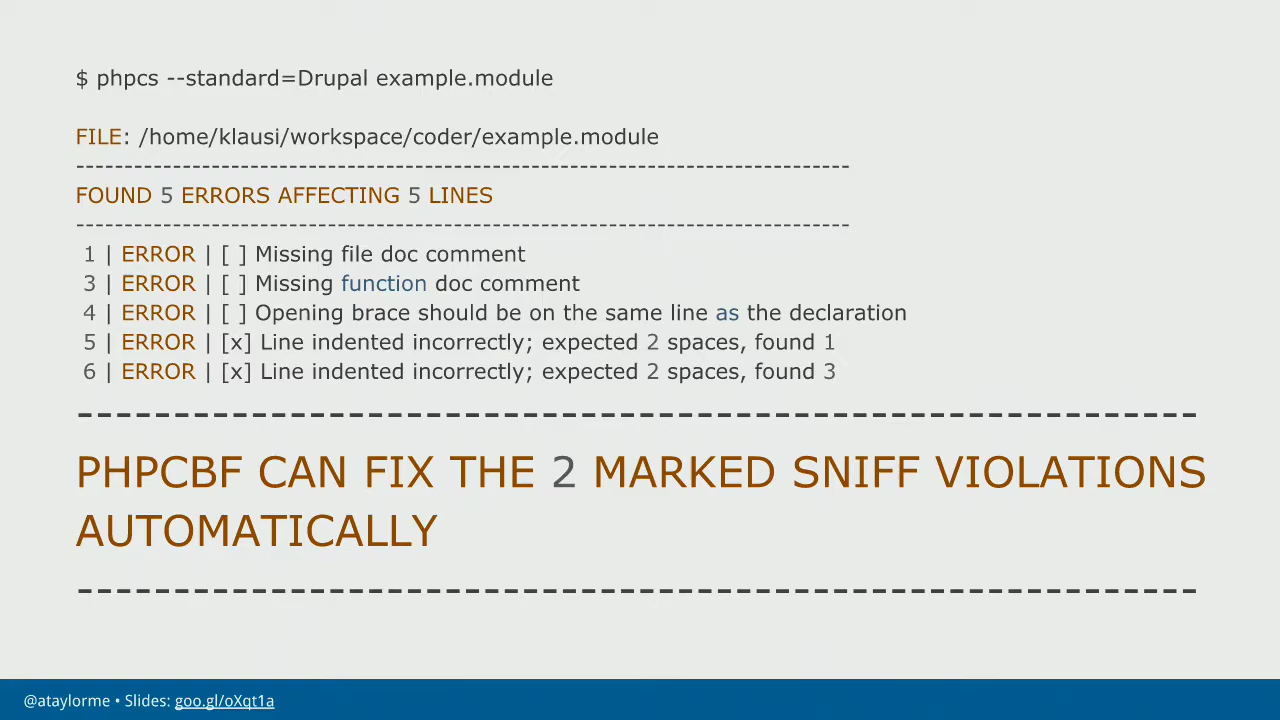 $ phpcs --standard=Drupal example.module
FILE: /home/klausi/workspace/coder/example.module
--------------------------------------------------------------------------------
FOUND 5 ERRORS AFFECTING 5 LINES
--------------------------------------------------------------------------------
1 | ERROR | [ ] Missing file doc comment
3 | ERROR | [ ] Missing function doc comment
4 | ERROR | [ ] Opening brace should be on the same line as the declaration
5 | ERROR | [x] Line indented incorrectly; expected 2 spaces, found 1
6 | ERROR | [x] Line indented incorrectly; expected 2 spaces, found 3
----------------------------------------------------------
PHPCBF CAN FIX THE 2 MARKED SNIFF VIOLATIONS
AUTOMATICALLY
----------------------------------------------------------
@ataylorme • Slides: goo.gl/oXqt1a